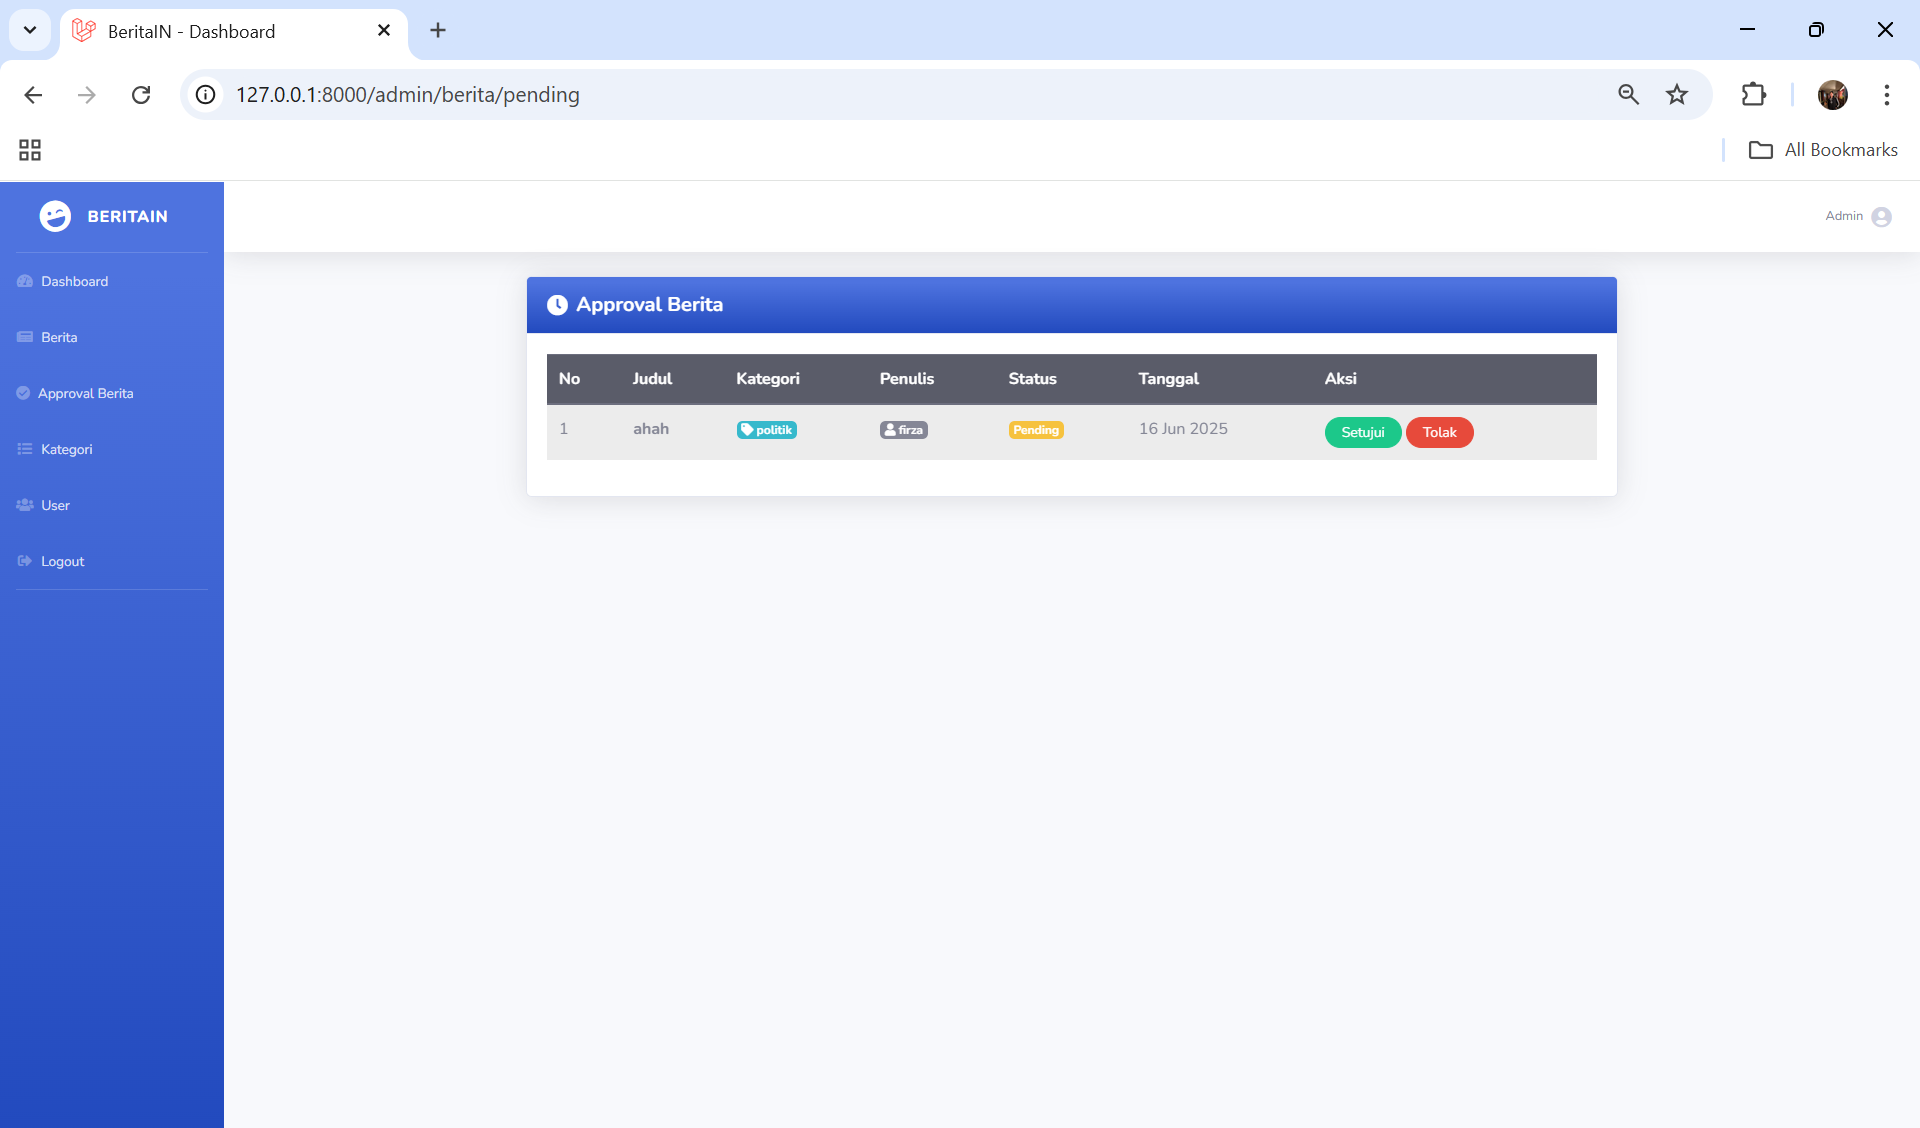 BeritaIN - Dashboard
127.0.0.1:8000/admin/berita/pending
All Bookmarks
BERITAIN
Admin
Dashboard
Berita
Approval Berita
Kategori
User
Logout
Approval Berita
No Judul Kategori Penulis Status Tanggal Aksi
1 ahah politik firza Pending 16 Jun 2025 Setujui Tolak